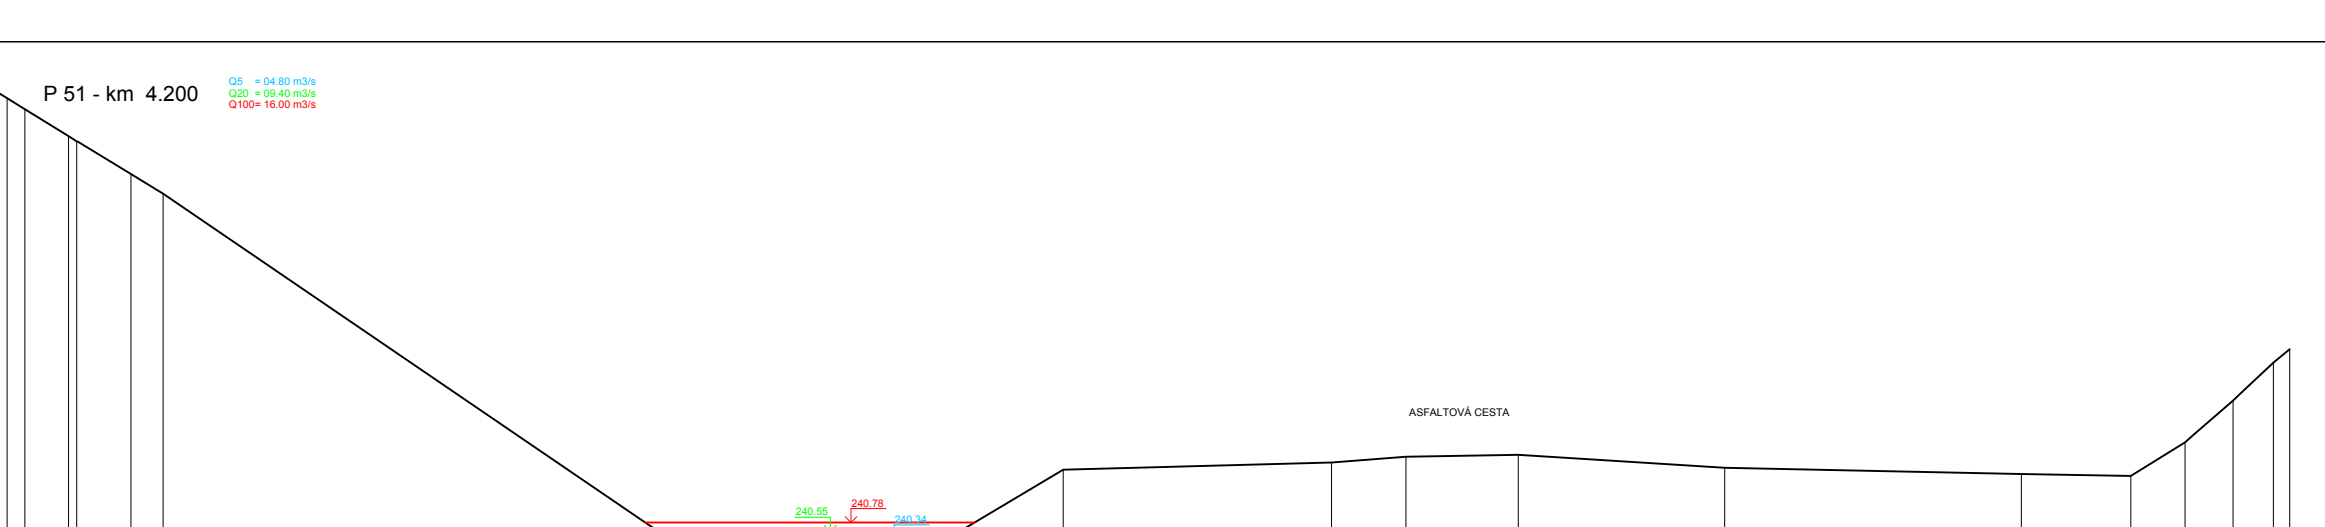 P 51 - km 4.200
Q5 = 04.80 m3/s
Q20 = 09.40 m3/s
Q100= 16.00 m3/s
ASFALTOVÁ CESTA
240.78
240.55
240.34